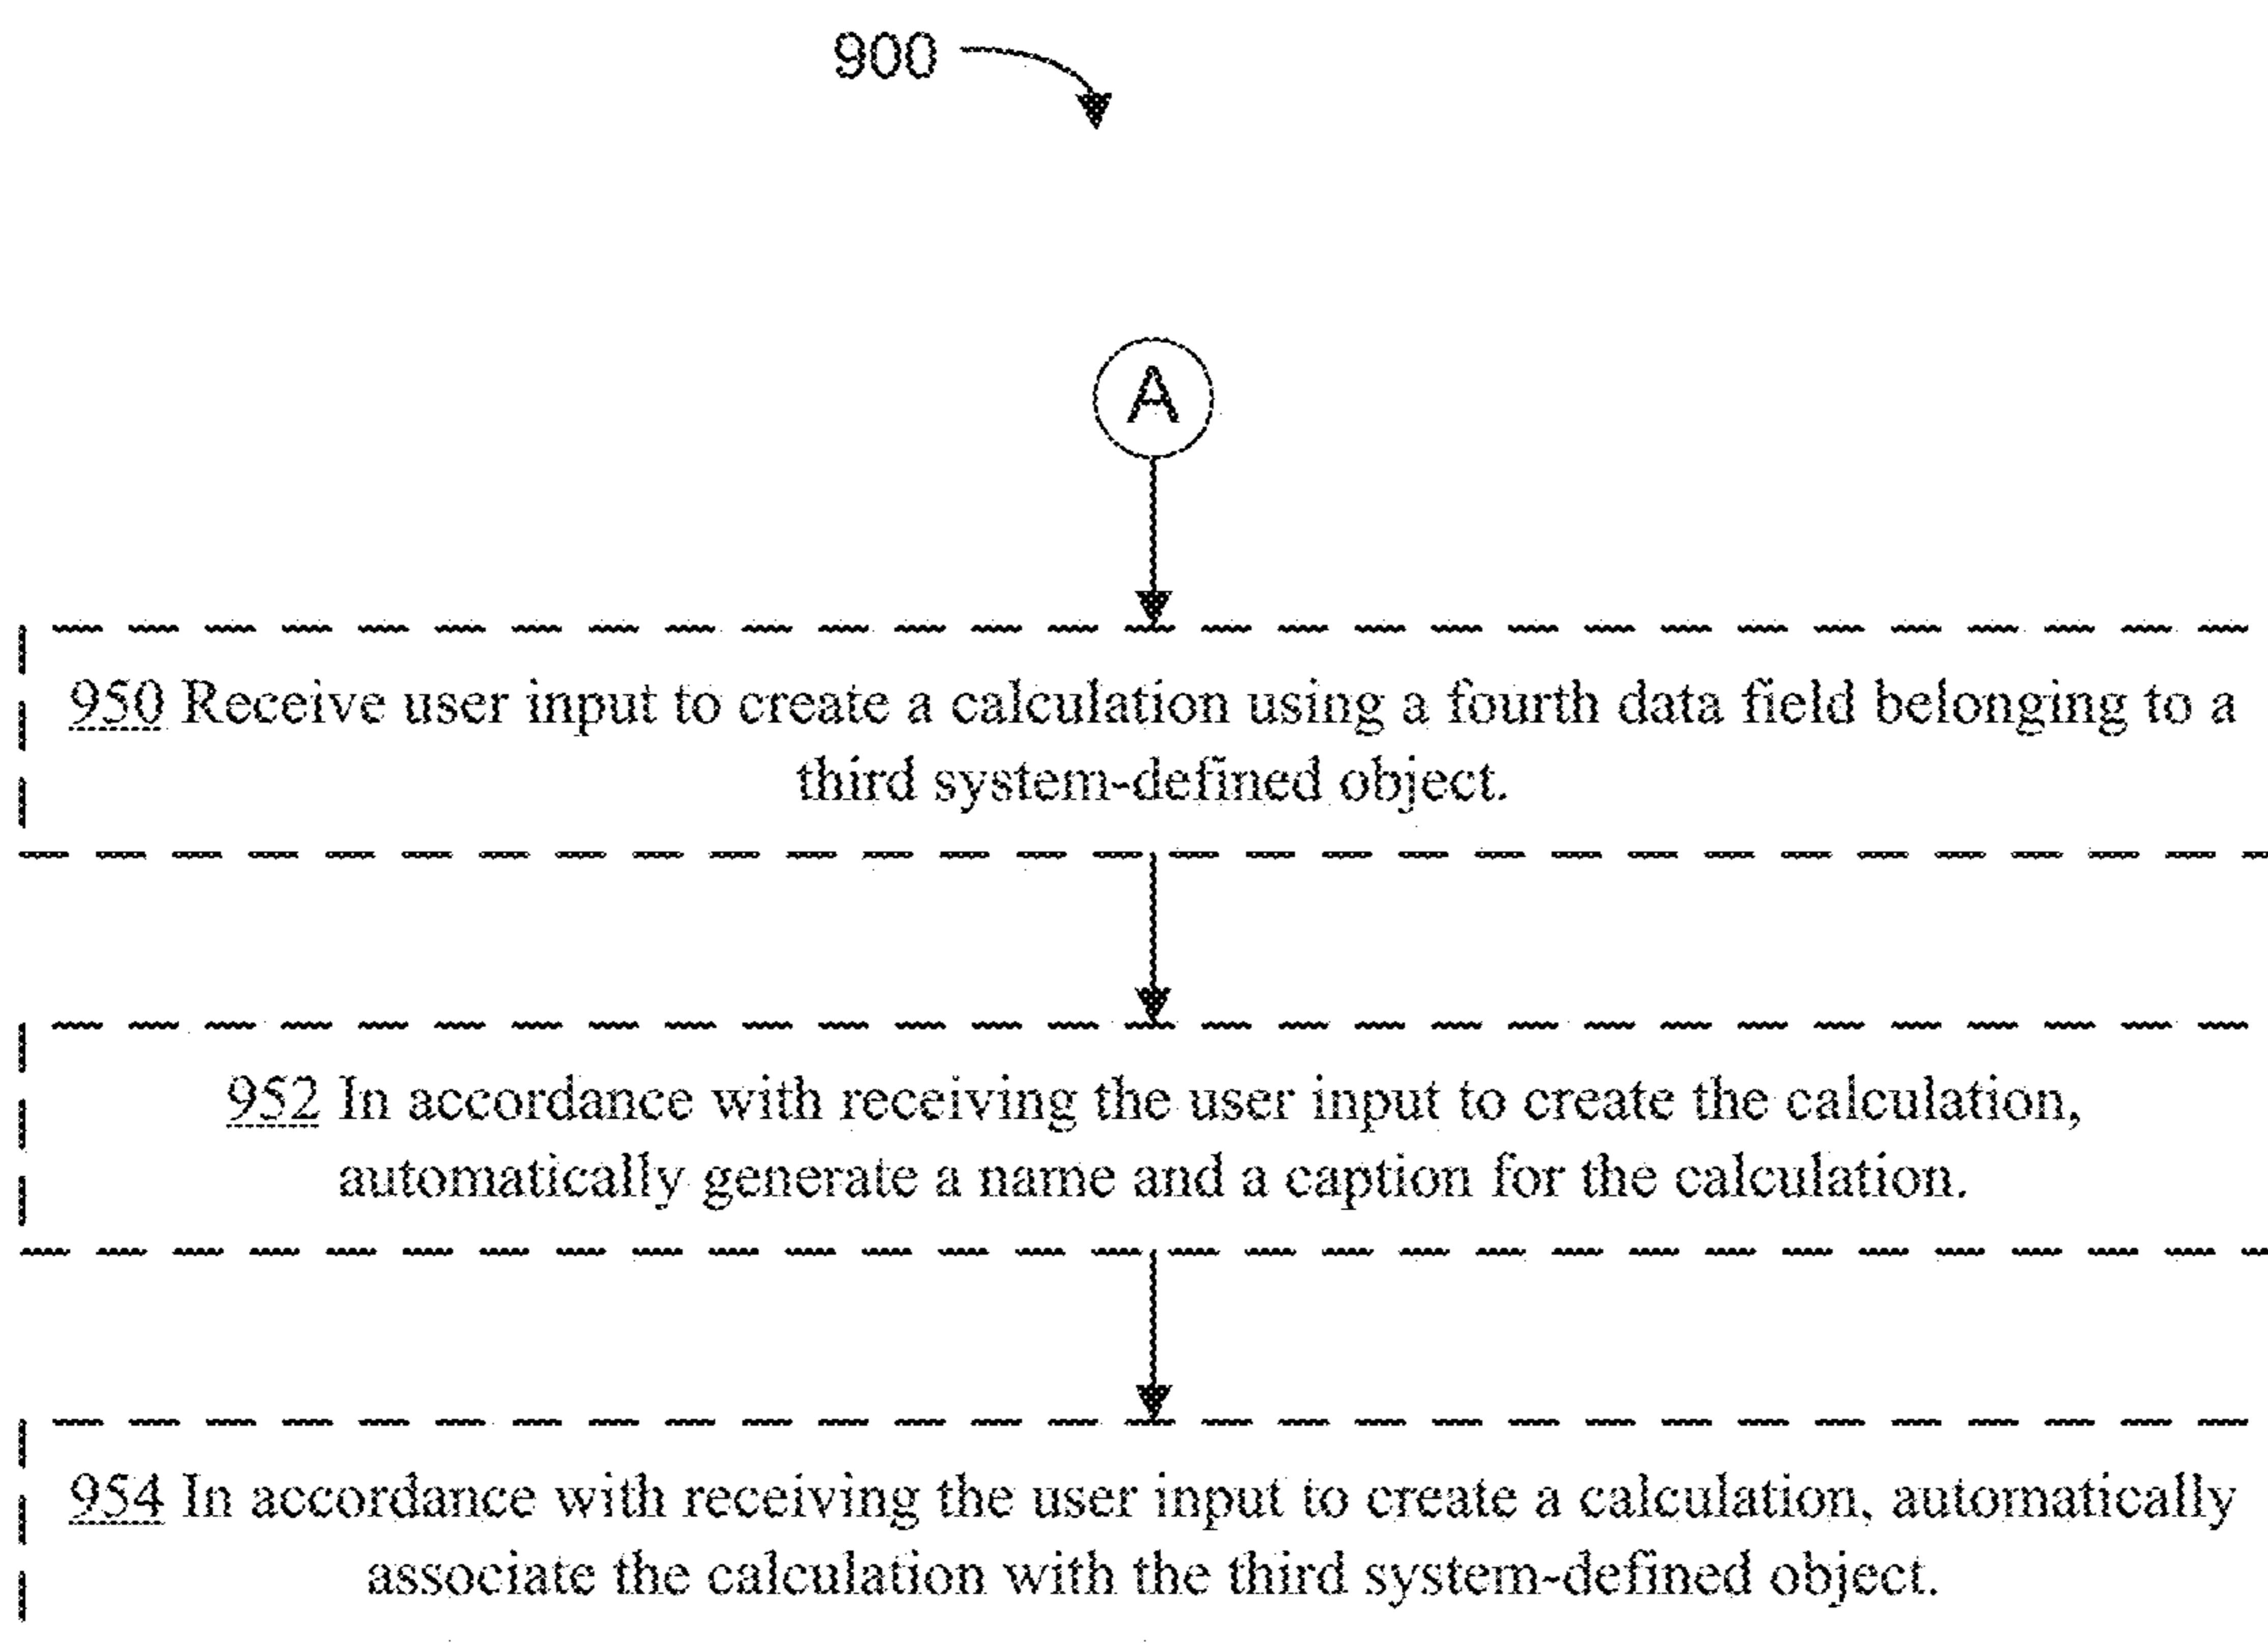 900
A
950 Receive user input to create a calculation using a fourth data field belonging to a
third system-defined object.
952 In accordance with receiving the user input to create the calculation,
automatically generate a name and a caption for the calculation.
954 In accordance with receiving the user input to create a calculation, automatically
associate the calculation with the third system-defined object.